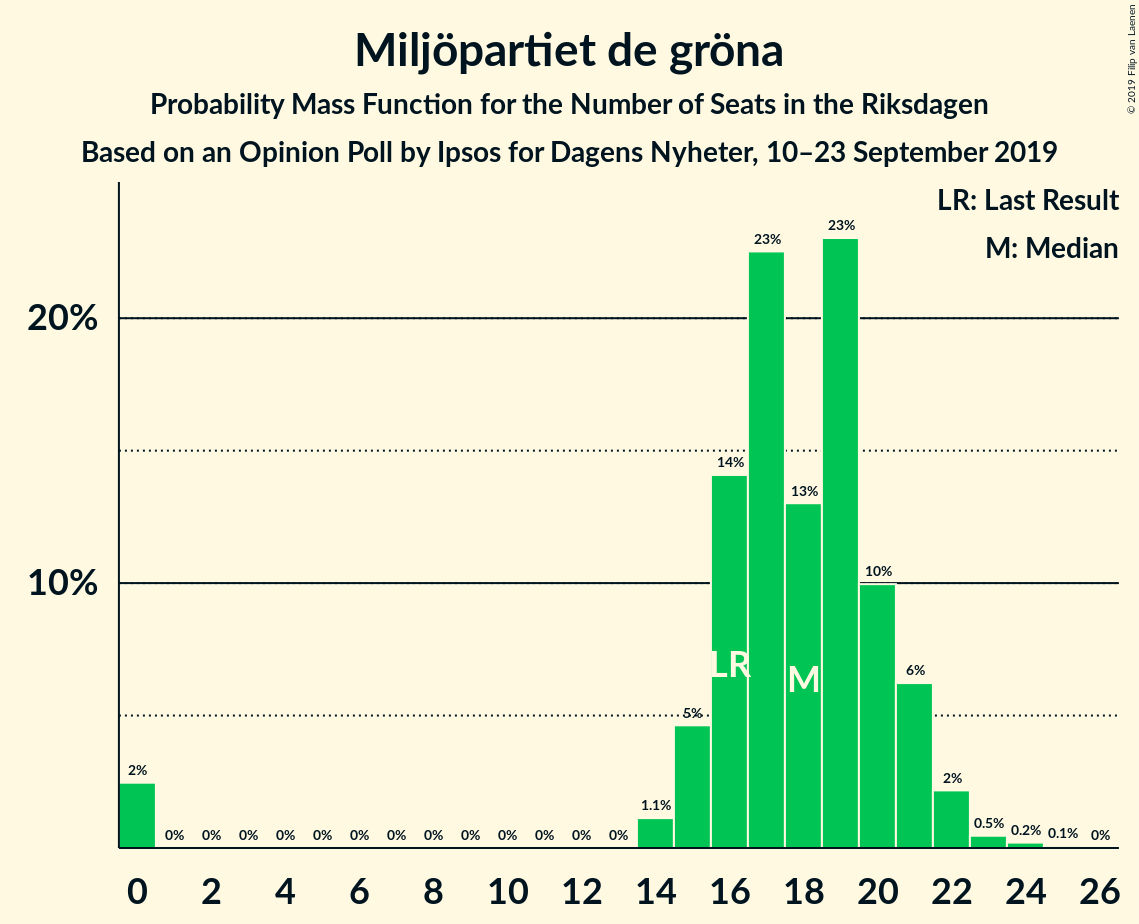 Miljöpartiet de gröna
Probability Mass Function for the Number of Seats in the Riksdagen
Based on an Opinion Poll by Ipsos for Dagens Nyheter, 10–23 September 2019
© 2019 Filip van Laenen
LR: Last Result
M: Median
20%
10%
2% 0% 0% 0% 0% 0% 0% 0% 0% 0% 0% 0% 0% 0% 1.1% 5% 14% 23% 13% 23% 10% 6% 2% 0.5% 0.2% 0.1% 0%
LR M
0 2 4 6 8 10 12 14 16 18 20 22 24 26